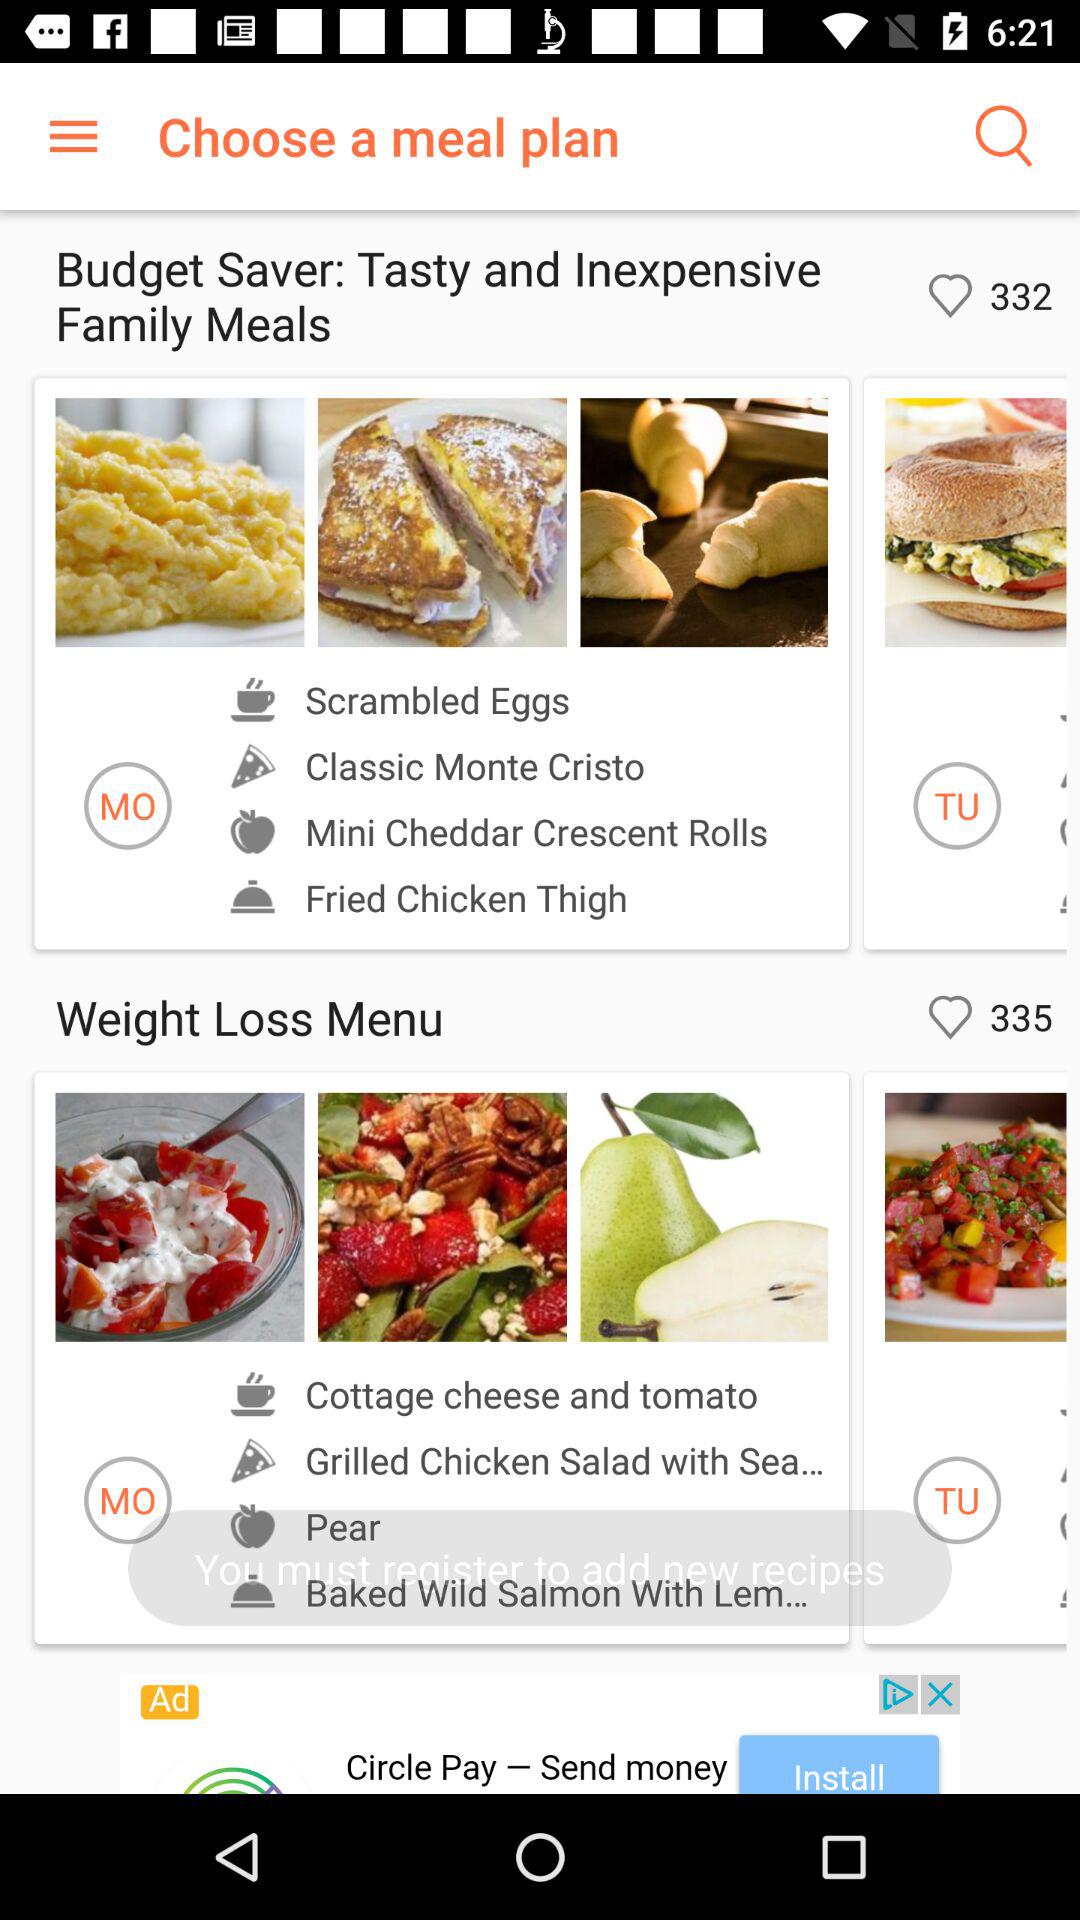 6:21
Choose a meal plan
Budget Saver: Tasty and Inexpensive
Family Meals
332
Scrambled Eggs
Classic Monte Cristo
MO
TU
Mini Cheddar Crescent Rolls
Fried Chicken Thigh
Weight Loss Menu
335
Cottage cheese and tomato
Grilled Chicken Salad with Sea...
MO
TU
Pear
You must register to add new recipes
Baked Wild Salmon With Lem...
Ad
Circle Pay — Send money
Install